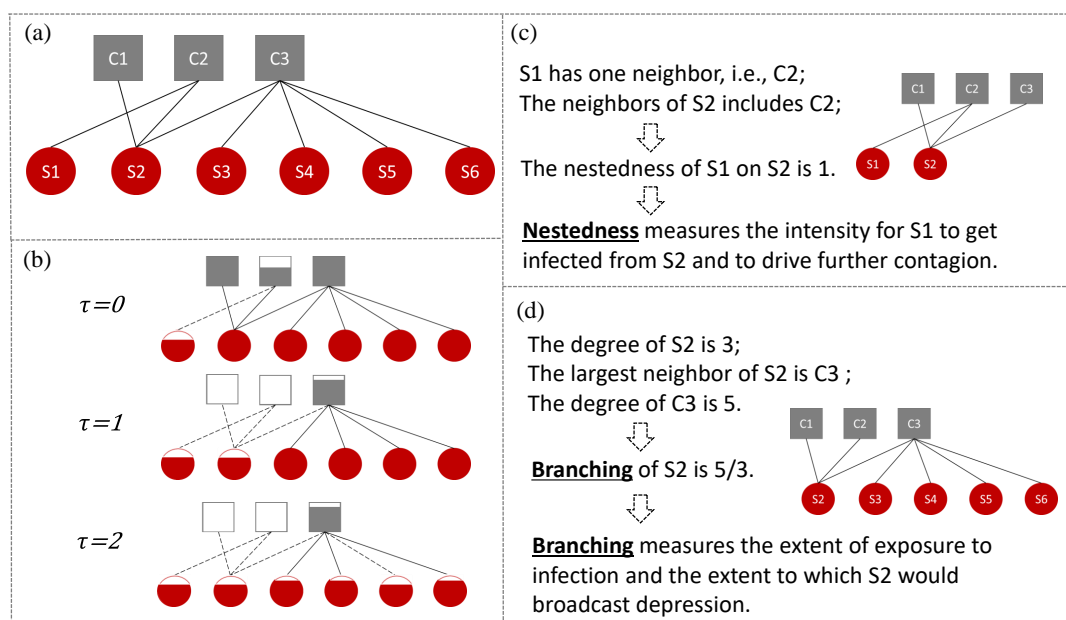 (a)
C1 C2 C3
S1 S2 S3 S4 S5 S6
(b)
τ=0
τ=1
τ=2
(c)
S1 has one neighbor, i.e., C2;
The neighbors of S2 includes C2;
C1 C2 C3
S1 S2
The nestedness of S1 on S2 is 1.
Nestedness measures the intensity for S1 to get
infected from S2 and to drive further contagion.
(d)
The degree of S2 is 3;
The largest neighbor of S2 is C3 ;
The degree of C3 is 5.
C1 C2 C3
S2 S3 S4 S5 S6
Branching of S2 is 5/3.
Branching measures the extent of exposure to
infection and the extent to which S2 would
broadcast depression.